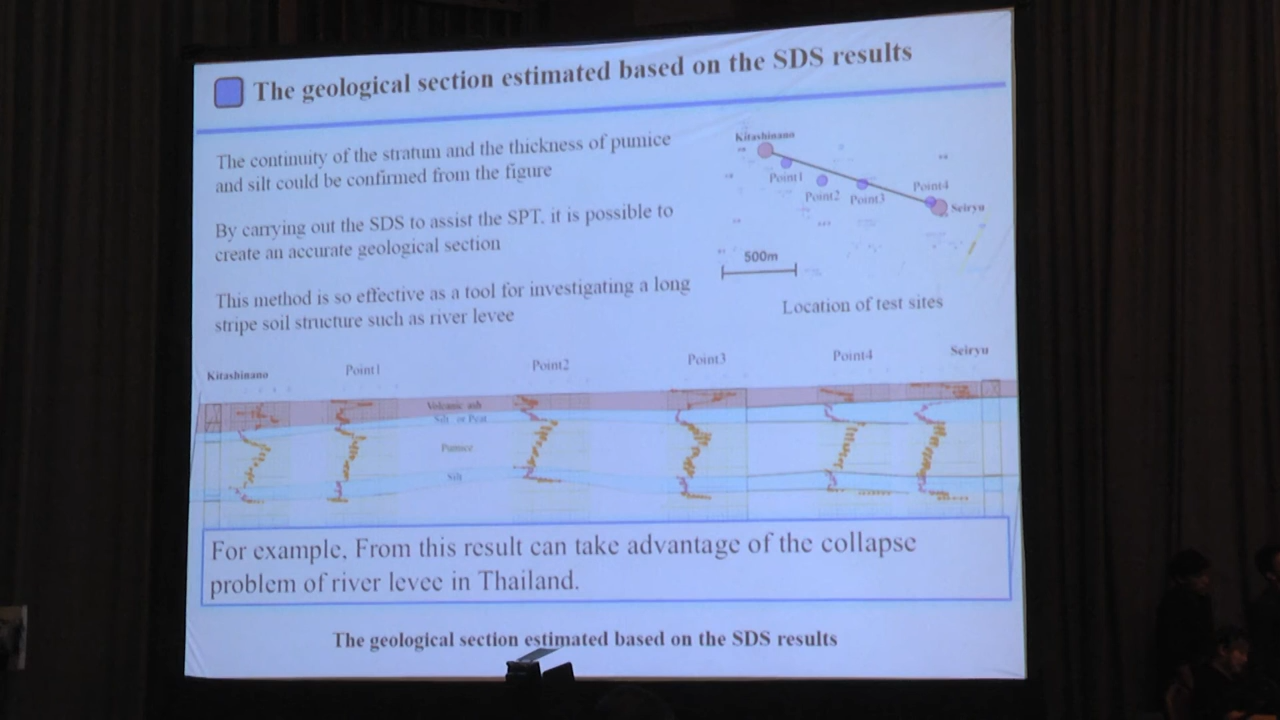 The geological section estimated based on the SDS results
The continuity of the stratum and the thickness of pumice
and silt could be confirmed from the figure
By carrying out the SDS to assist the SPT, it is possible to
create an accurate geological section
This method is so effective as a tool for investigating a long
stripe soil structure such as river levee
Kitashinano
Point1
Point2
Point3
Point4
Seiryu
500m
Location of test sites
Kitashinano
Point1
Point2
Point3
Point4
Seiryu
Volcanic ash
Silt or Peat
Pumice
Silt
For example, From this result can take advantage of the collapse
problem of river levee in Thailand.
The geological section estimated based on the SDS results